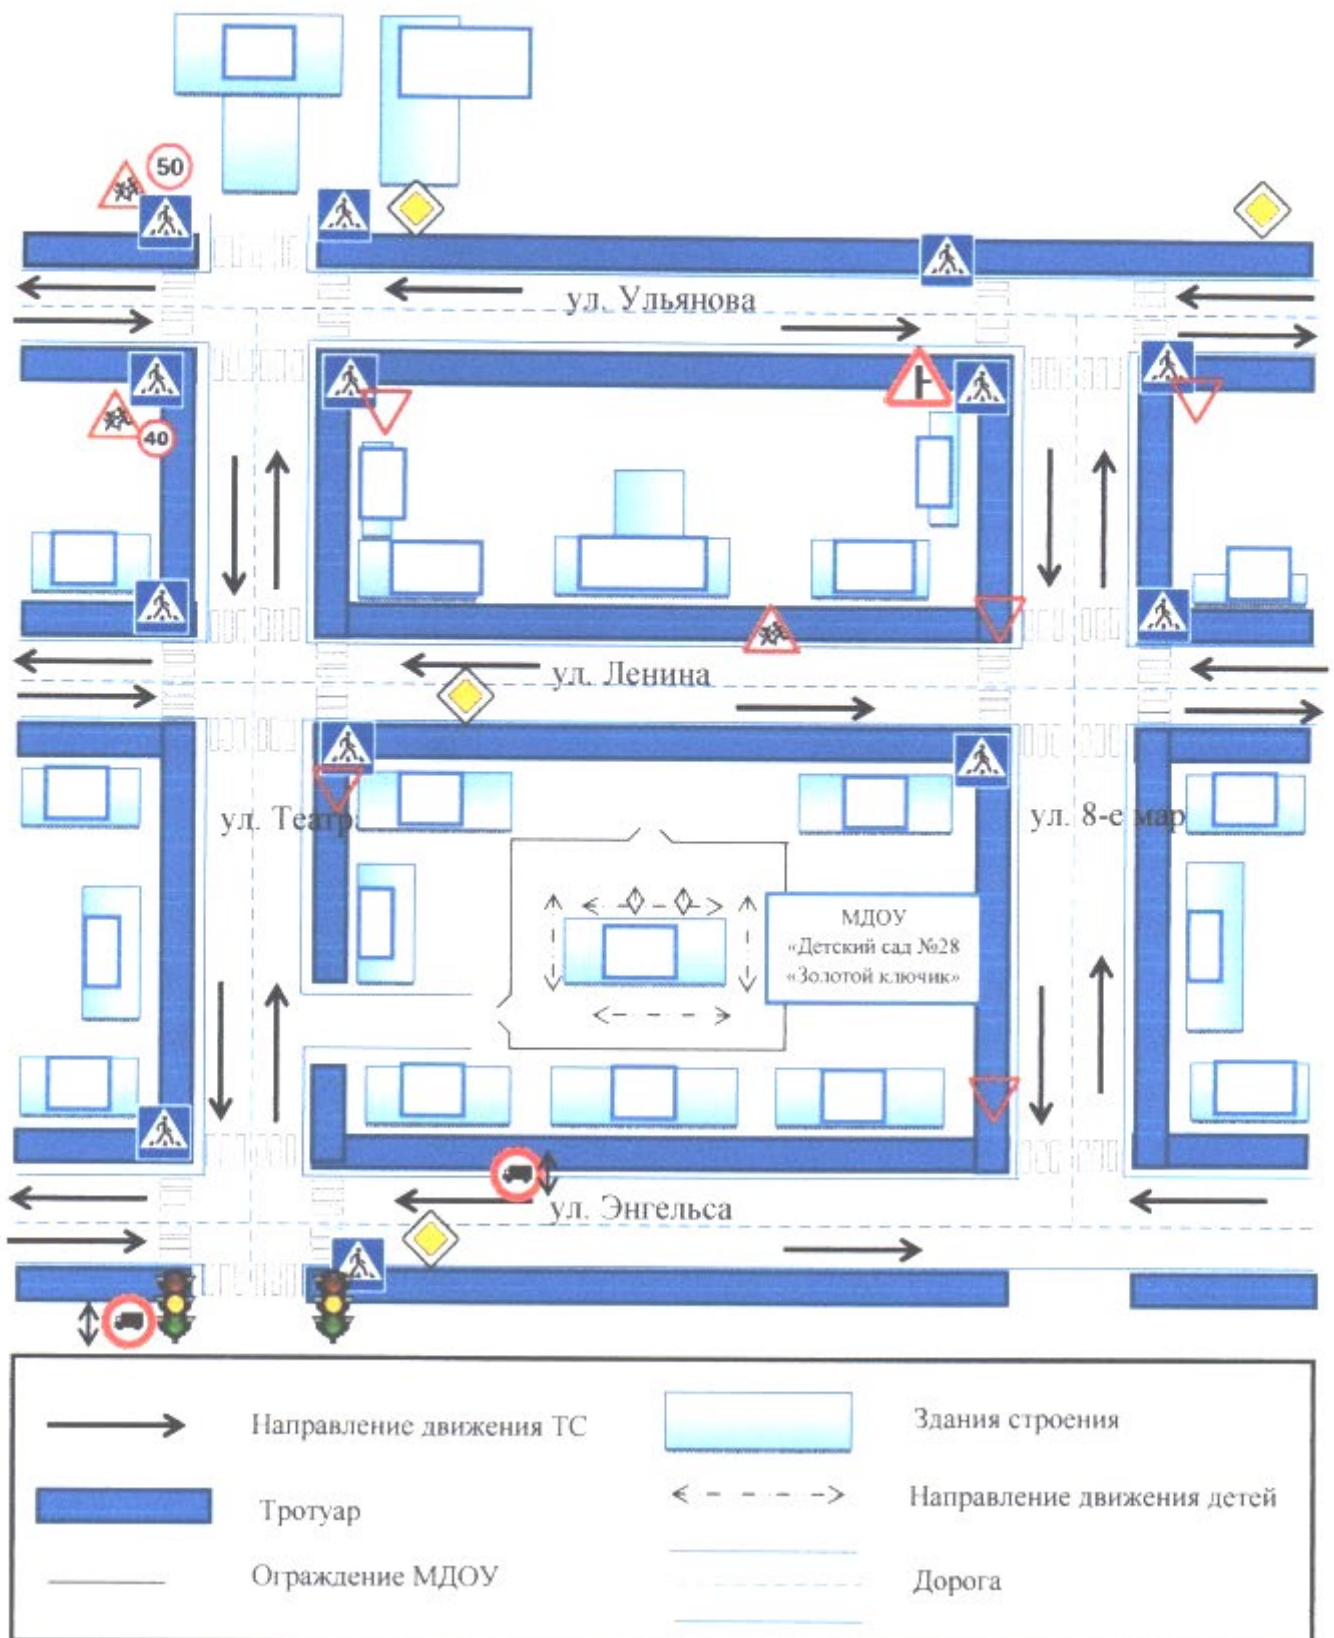 50
ул. Ульянова
40
ул. Ленина
ул. Театра
ул. 8-е мар
МДОУ
«Детский сад №28
«Золотой ключик»
ул. Энгельса
Направление движения ТС
Здания строения
Тротуар
Направление движения детей
Ограждение МДОУ
Дорога